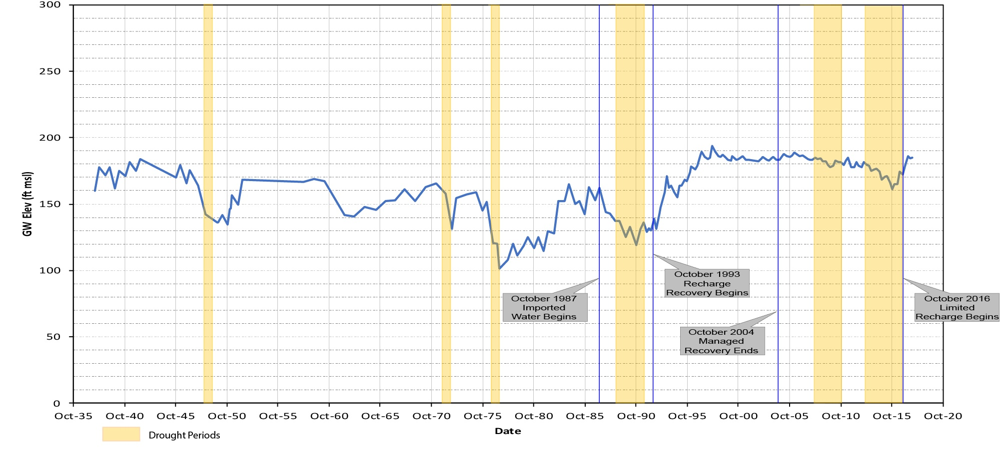 300
250
200
150
100
50
0
GW Elev (ft msl)
October 1987
Imported
Water Begins
October 1993
Recharge
Recovery Begins
October 2004
Managed
Recovery Ends
October 2016
Limited
Recharge Begins
Oct-35 Oct-40 Oct-45 Oct-50 Oct-55 Oct-60 Oct-65 Oct-70 Oct-75 Oct-80 Oct-85 Oct-90 Oct-95 Oct-00 Oct-05 Oct-10 Oct-15 Oct-20
Date
Drought Periods